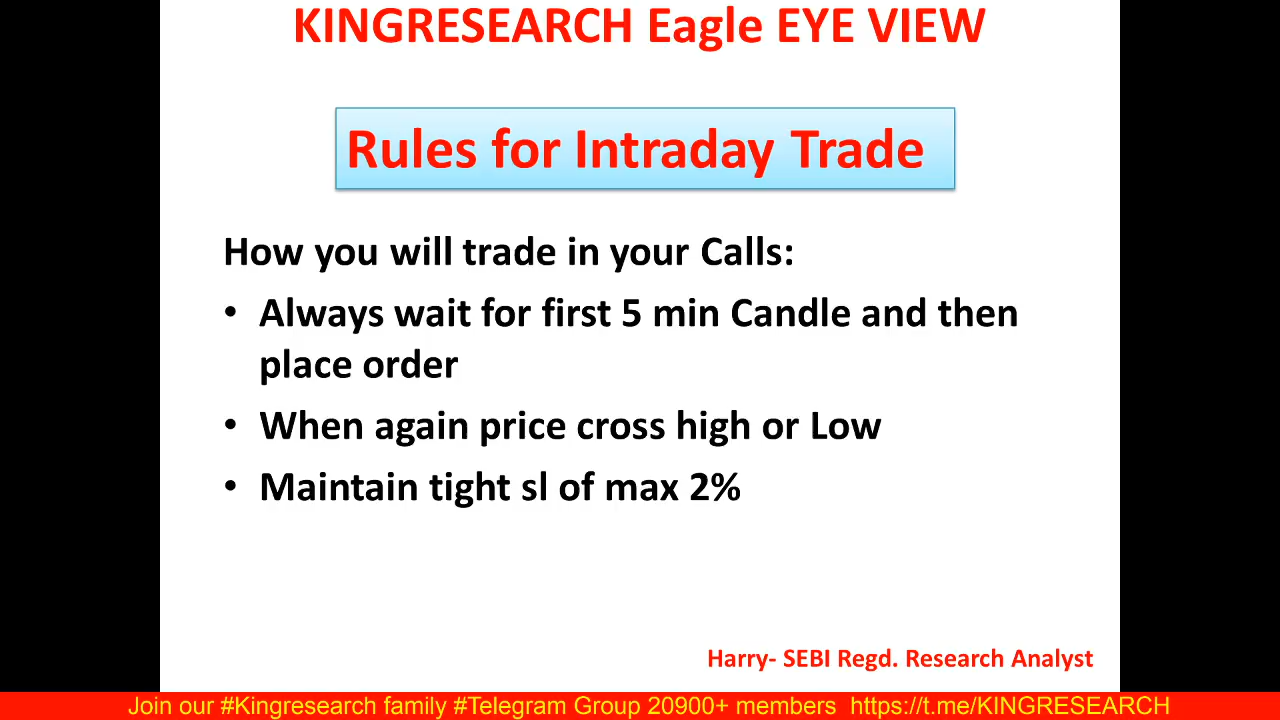 KINGRESEARCH Eagle EYE VIEW
Rules for Intraday Trade
How you will trade in your Calls:
• Always wait for first 5 min Candle and then
place order
• When again price cross high or Low
• Maintain tight sl of max 2%
Harry- SEBI Regd. Research Analyst
Join our #Kingresearch family #Telegram Group 20900+ members https://t.me/KINGRESEARCH